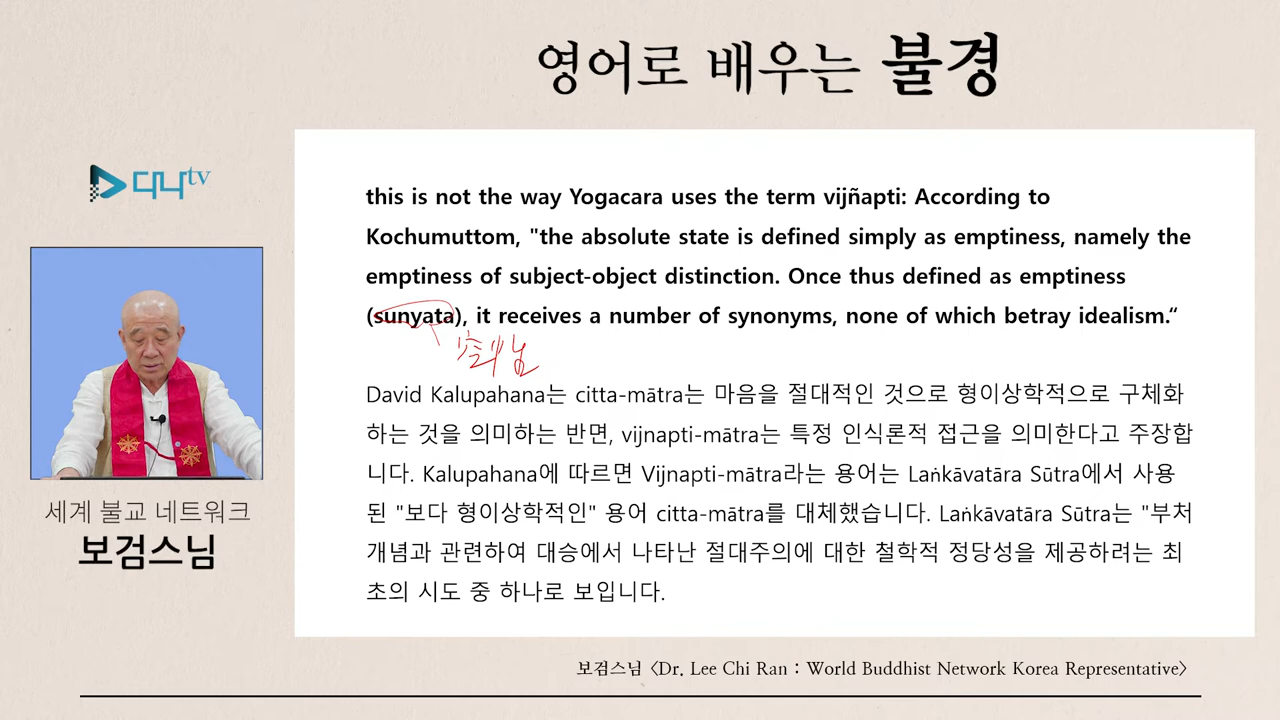 영어로 배우는 불경
디나tv
this is not the way Yogacara uses the term vijñapti: According to
Kochumuttom, "the absolute state is defined simply as emptiness, namely the
emptiness of subject-object distinction. Once thus defined as emptiness
(sunyata), it receives a number of synonyms, none of which betray idealism.“
David Kalupahana는 citta-mātra는 마음을 절대적인 것으로 형이상학적으로 구체화
하는 것을 의미하는 반면, vijnapti-mātra는 특정 인식론적 접근을 의미한다고 주장합
니다. Kalupahana에 따르면 Vijnapti-mātra라는 용어는 Laṅkāvatāra Sūtra에서 사용
된 "보다 형이상학적인" 용어 citta-mātra를 대체했습니다. Laṅkāvatāra Sūtra는 "부처
개념과 관련하여 대승에서 나타난 절대주의에 대한 철학적 정당성을 제공하려는 최
초의 시도 중 하나로 보입니다.
세계 불교 네트워크
보검스님
보검스님 <Dr. Lee Chi Ran : World Buddhist Network Korea Representative>